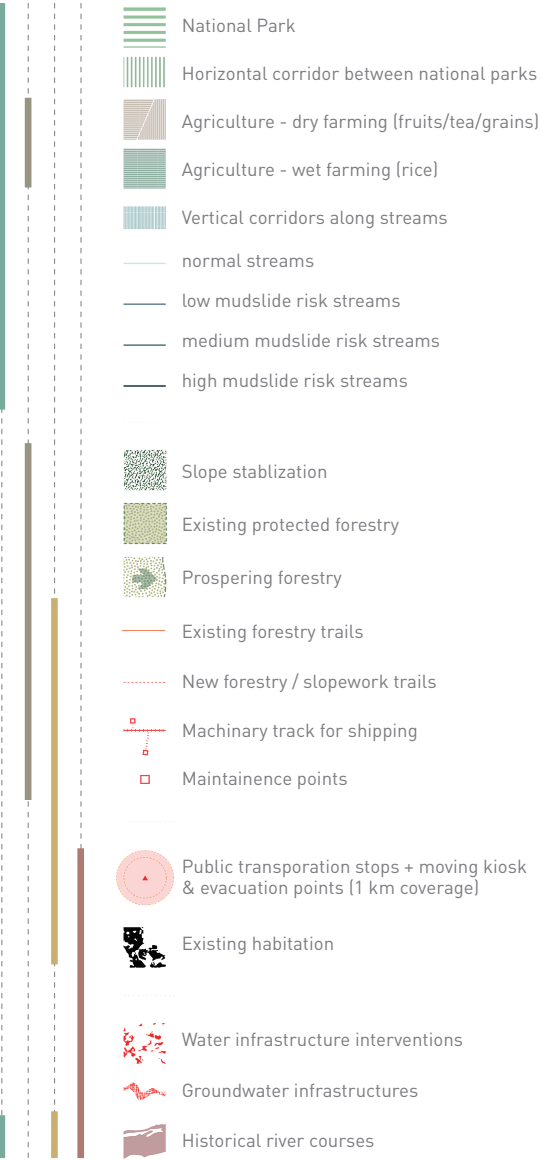 National Park
Horizontal corridor between national parks
Agriculture - dry farming (fruits/tea/grains)
Agriculture - wet farming (rice)
Vertical corridors along streams
normal streams
low mudslide risk streams
medium mudslide risk streams
high mudslide risk streams
Slope stablization
Existing protected forestry
Prospering forestry
Existing forestry trails
New forestry / slopework trails
Machinary track for shipping
Maintainence points
Public transporation stops + moving kiosk
& evacuation points (1 km coverage)
Existing habitation
Water infrastructure interventions
Groundwater infrastructures
Historical river courses